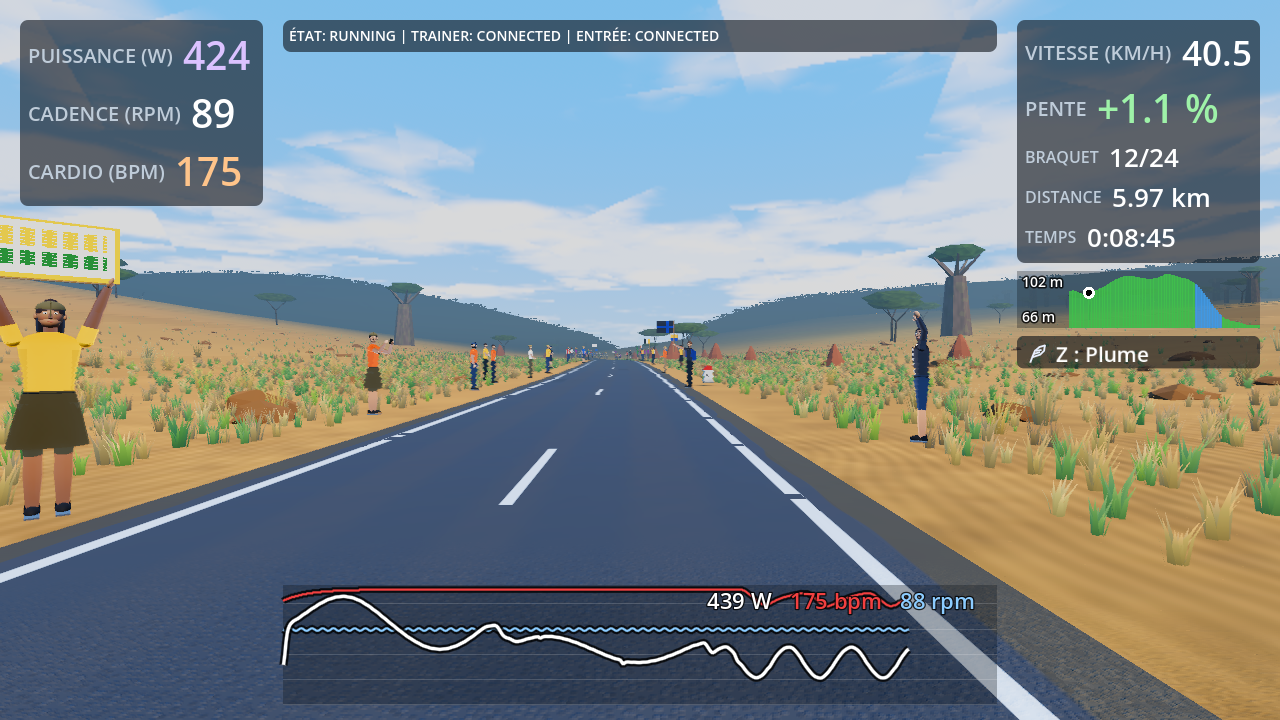 PUISSANCE (W) 424
CADENCE (RPM) 89
CARDIO (BPM) 175
ÉTAT: RUNNING | TRAINER: CONNECTED | ENTRÉE: CONNECTED
VITESSE (KM/H) 40.5
PENTE +1.1 %
BRAQUET 12/24
DISTANCE 5.97 km
TEMPS 0:08:45
102 m
66 m
Z : Plume
439 W 175 bpm 88 rpm